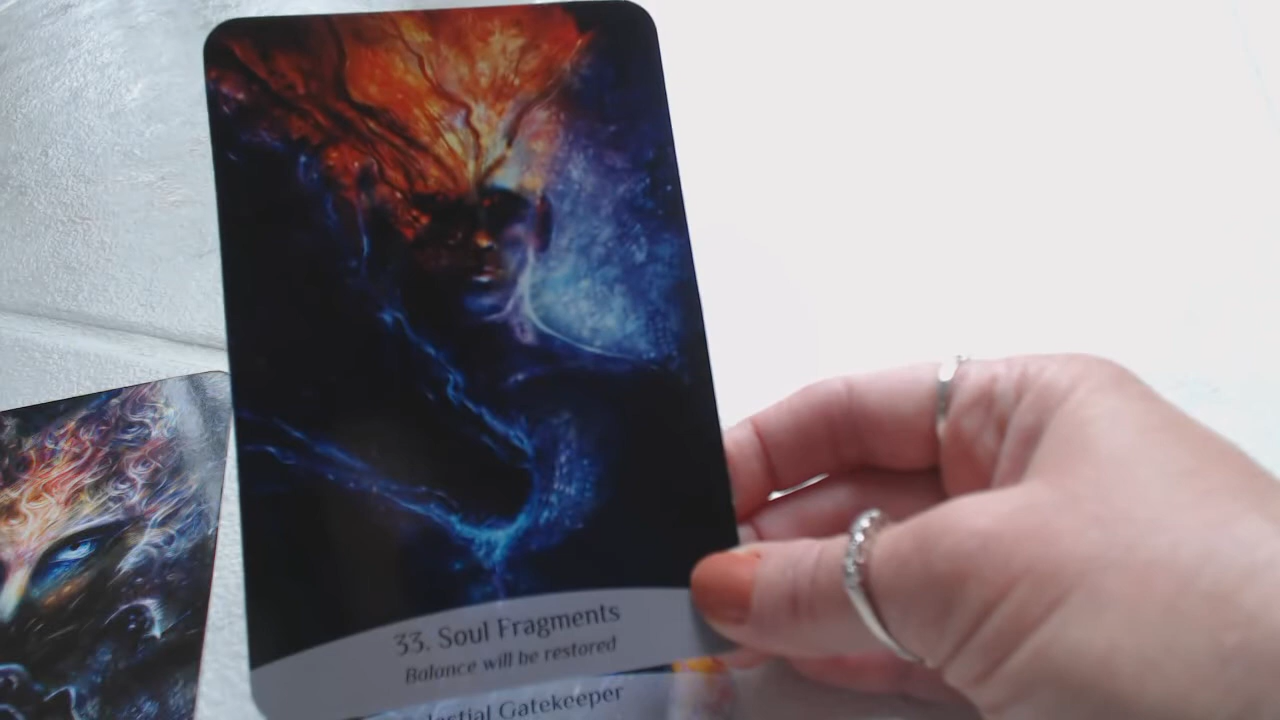 33. Soul Fragments
Balance will be restored
lestial Gatekeeper